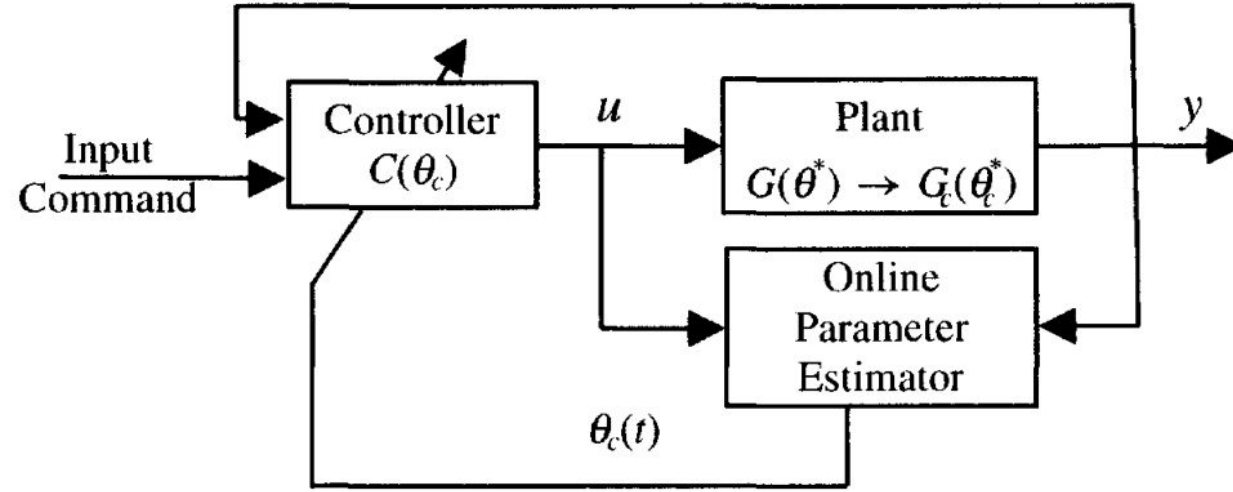 Input
Command
Controller
C(θc)
u
Plant
G(θ*) → Gc(θc*)
y
Online
Parameter
Estimator
θc(t)